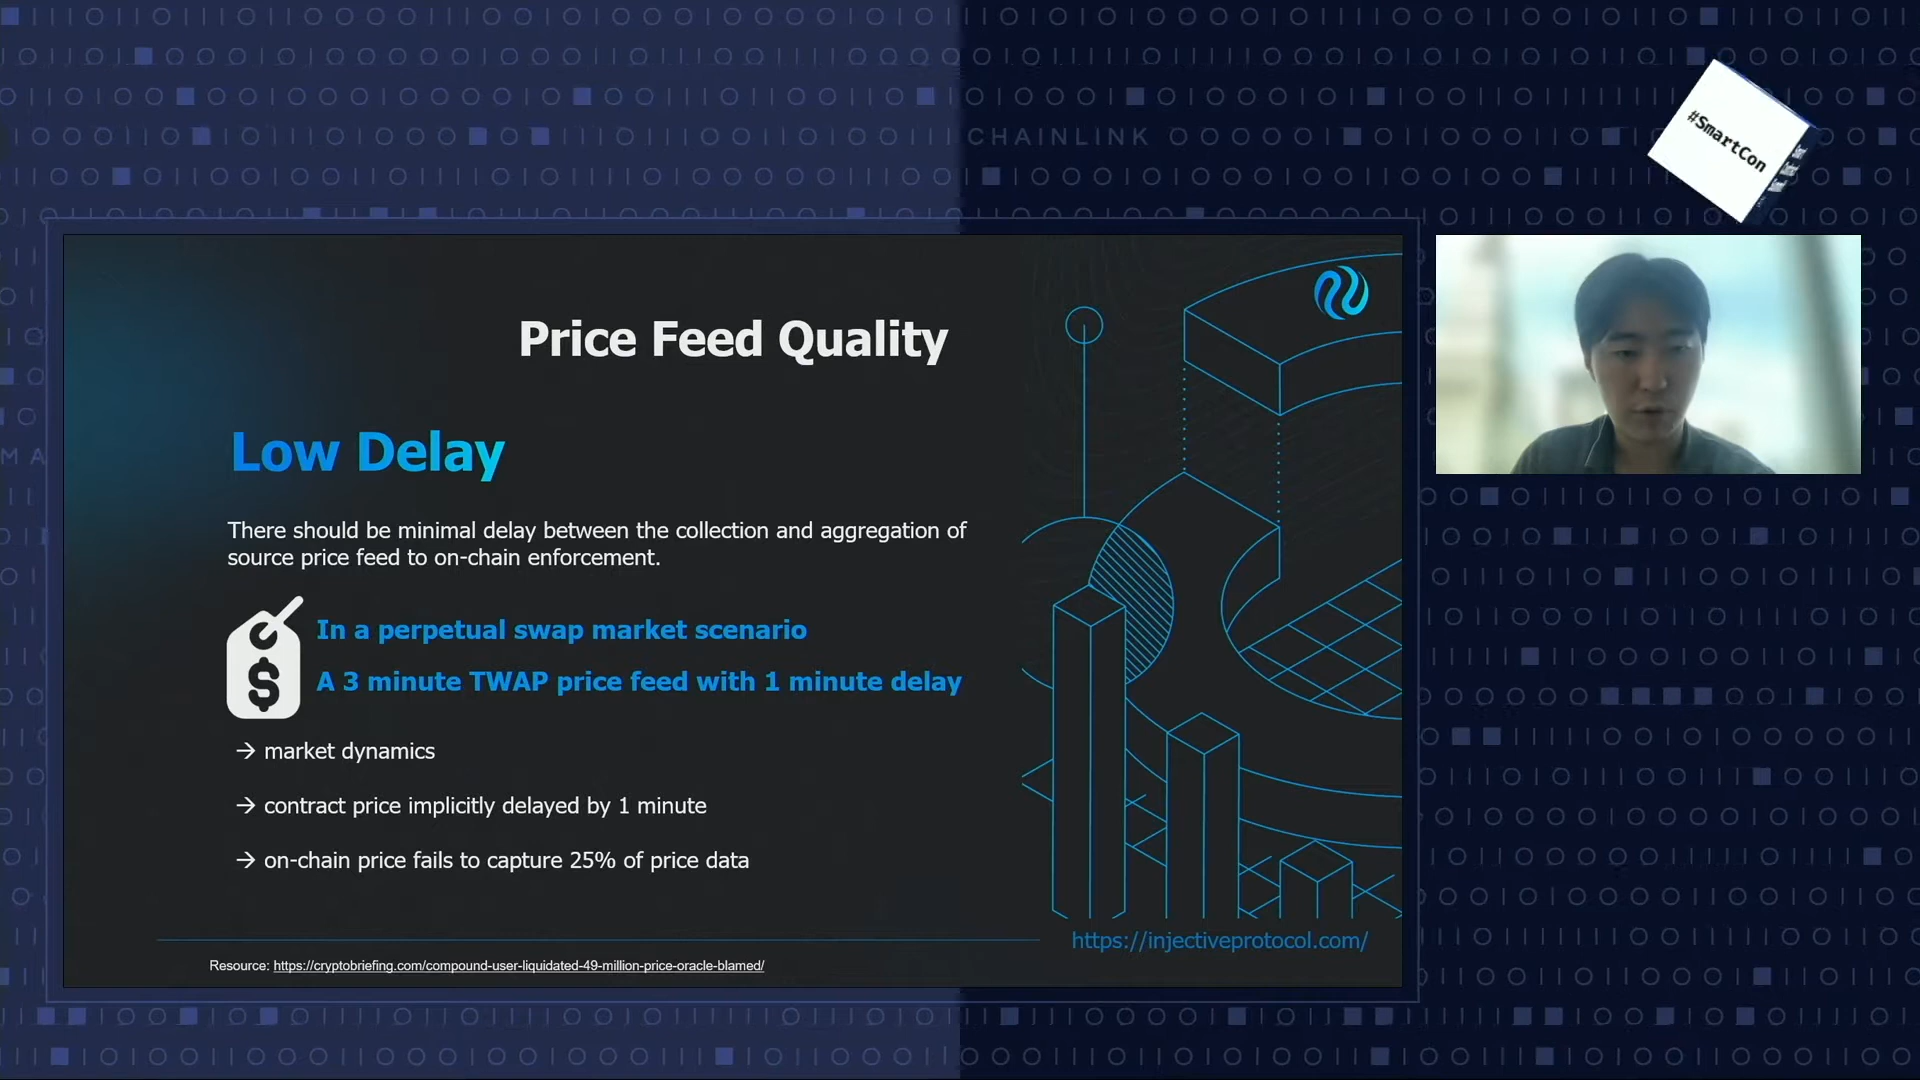 CHAINLINK
#SmartCon
Price Feed Quality
Low Delay
There should be minimal delay between the collection and aggregation of
source price feed to on-chain enforcement.
In a perpetual swap market scenario
$
A 3 minute TWAP price feed with 1 minute delay
→ market dynamics
→ contract price implicitly delayed by 1 minute
→ on-chain price fails to capture 25% of price data
https://injectiveprotocol.com/
Resource: https://cryptobriefing.com/compound-user-liquidated-49-million-price-oracle-blamed/